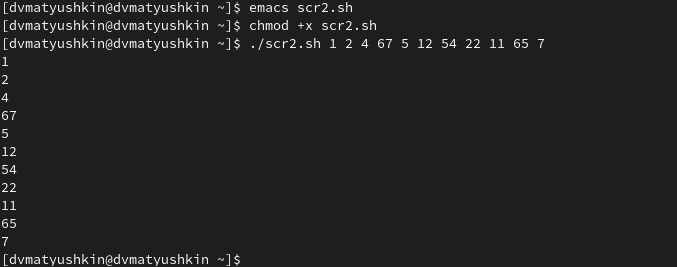 [dvmatyushkin@dvmatyushkin ~]$ emacs scr2.sh
[dvmatyushkin@dvmatyushkin ~]$ chmod +x scr2.sh
[dvmatyushkin@dvmatyushkin ~]$ ./scr2.sh 1 2 4 67 5 12 54 22 11 65 7
1
2
4
67
5
12
54
22
11
65
7
[dvmatyushkin@dvmatyushkin ~]$